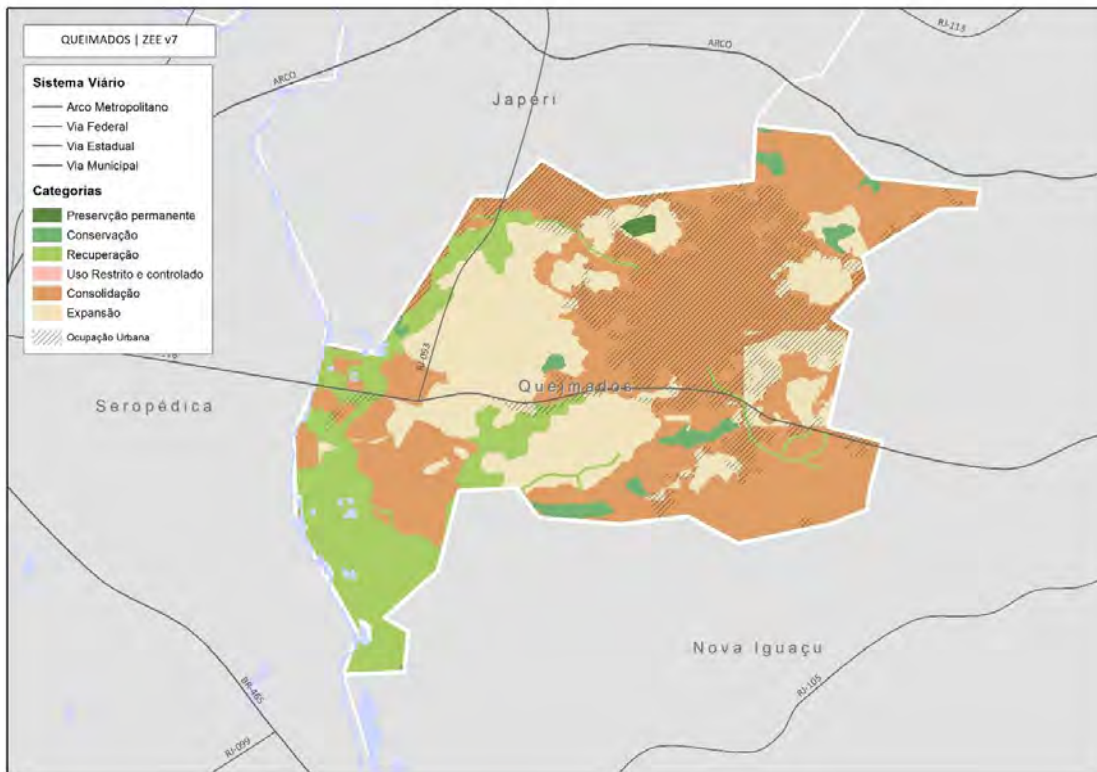 QUEIMADOS | ZEE v7
Sistema Viário
Arco Metropolitano
Via Federal
Via Estadual
Via Municipal
Categorias
Preservção permanente
Conservação
Recuperação
Uso Restrito e controlado
Consolidação
Expansão
Ocupação Urbana
RJ-113
ARCO
ARCO
Japeri
RJ-093
Queimados
Seropédica
Nova Iguaçu
BR-465
RJ-099
RJ-105